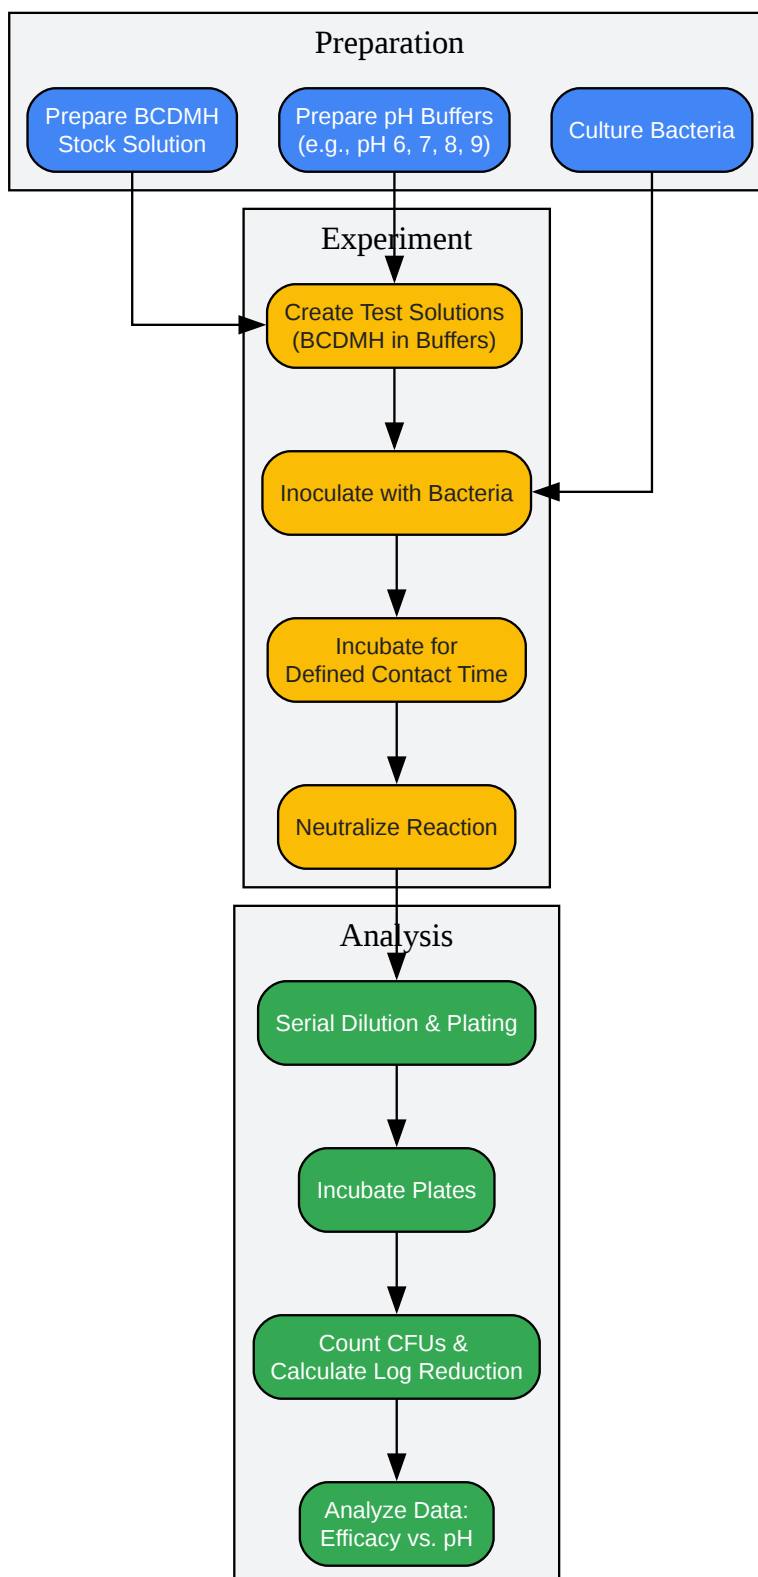 Preparation
Prepare BCDMH
Stock Solution
Prepare pH Buffers
(e.g., pH 6, 7, 8, 9)
Culture Bacteria
Experiment
Create Test Solutions
(BCDMH in Buffers)
Inoculate with Bacteria
Incubate for
Defined Contact Time
Neutralize Reaction
Analysis
Serial Dilution & Plating
Incubate Plates
Count CFUs &
Calculate Log Reduction
Analyze Data:
Efficacy vs. pH